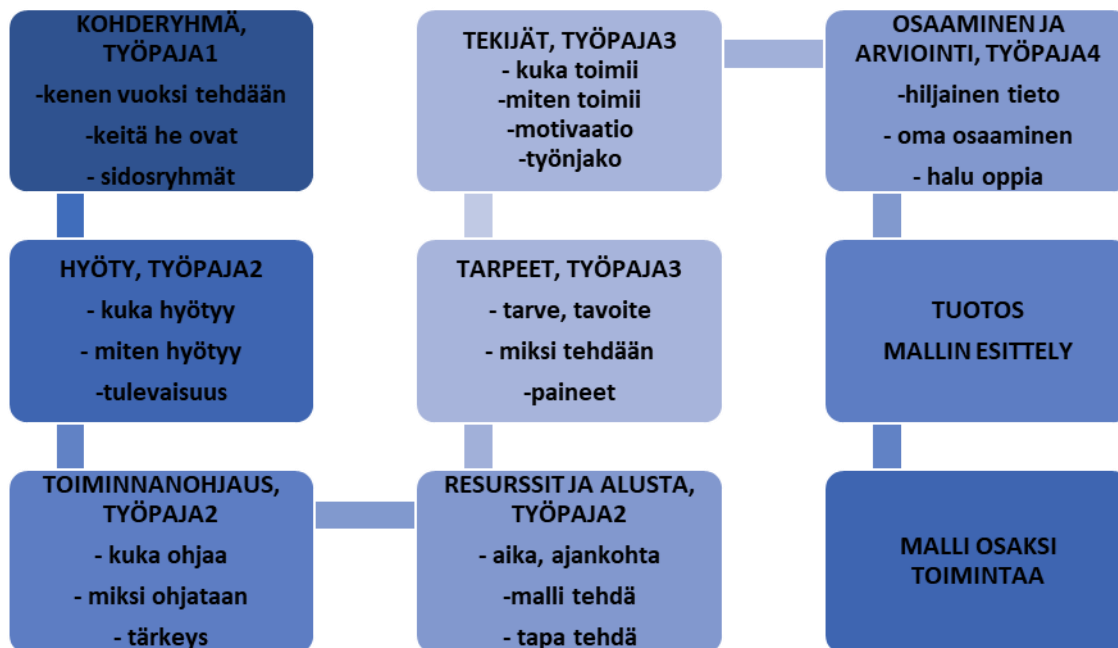 KOHDERYHMÄ,
TYÖPAJA1
-kenen vuoksi tehdään
-keitä he ovat
- sidosryhmät
HYÖTY, TYÖPAJA2
- kuka hyötyy
- miten hyötyy
-tulevaisuus
TOIMINNANOHJAUS,
TYÖPAJA2
- kuka ohjaa
- miksi ohjataan
- tärkeys
RESURSSIT JA ALUSTA,
TYÖPAJA2
- aika, ajankohta
-malli tehdä
- tapa tehdä
TARPEET, TYÖPAJA3
- tarve, tavoite
- miksi tehdään
-paineet
TEKIJÄT, TYÖPAJA3
- kuka toimii
-miten toimii
-motivaatio
-työnjako
OSAAMINEN JA
ARVIOINTI, TYÖPAJA4
-hiljainen tieto
- oma osaaminen
- halu oppia
TUOTOS
MALLIN ESITTELY
MALLI OSAKSI
TOIMINTAA